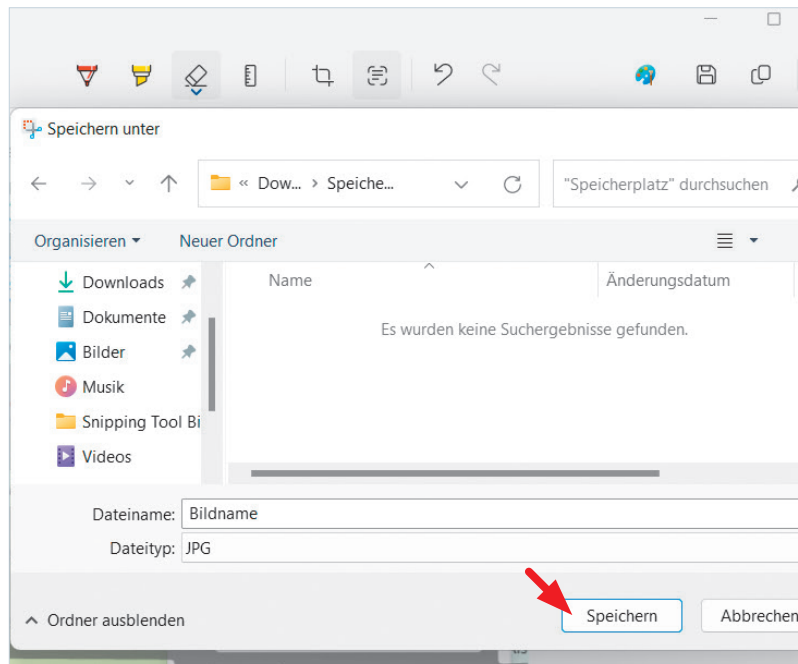 Speichern unter
« Dow... › Speiche...
"Speicherplatz" durchsuchen
Organisieren Neuer Ordner
Name Änderungsdatum
Downloads
Dokumente
Bilder
Musik
Snipping Tool Bi
Videos
Es wurden keine Suchergebnisse gefunden.
Dateiname: Bildname
Dateityp: JPG
Ordner ausblenden
Speichern
Abbrechen